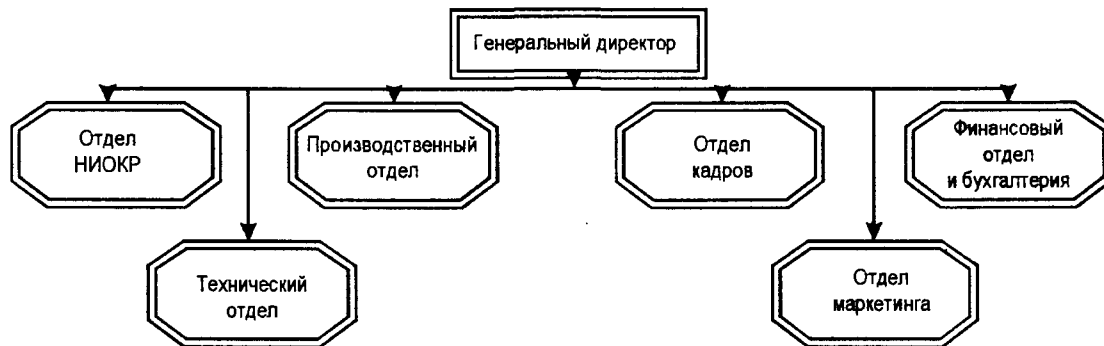 Генеральный директор
Отдел
НИОКР
Производственный
отдел
Отдел
кадров
Финансовый
отдел
и бухгалтерия
Технический
отдел
Отдел
маркетинга